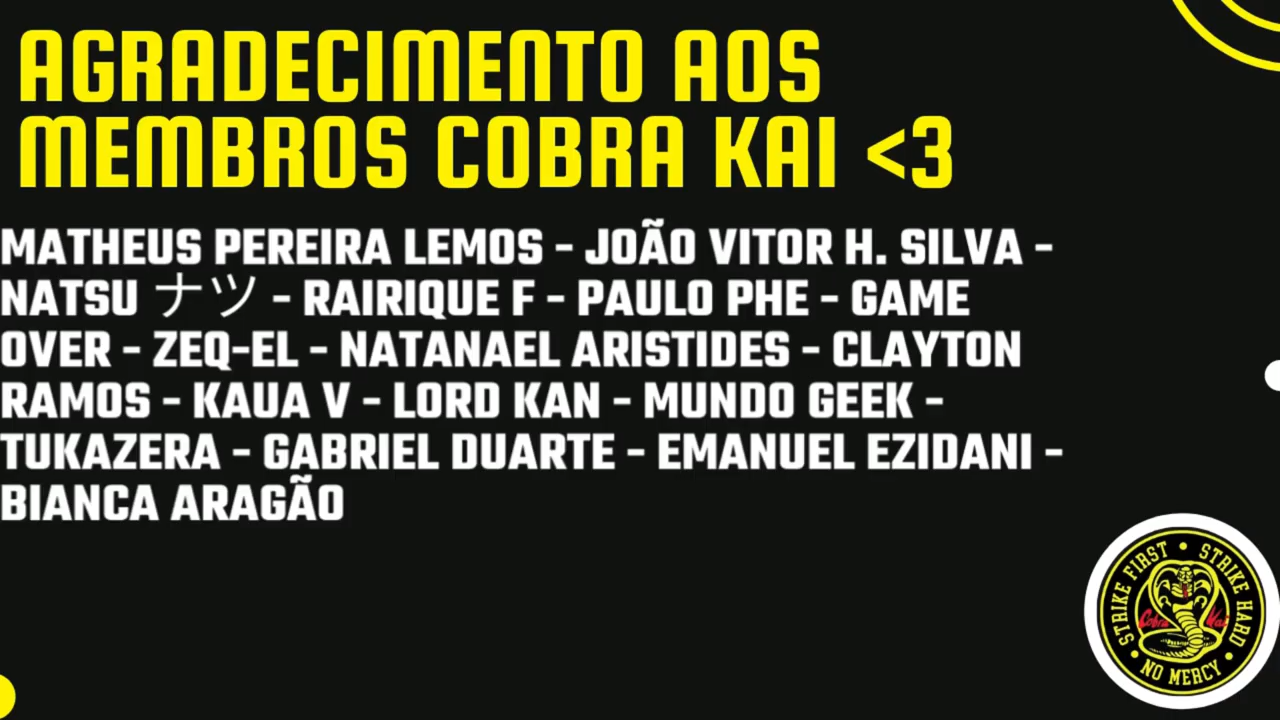 AGRADECIMENTO AOS
MEMBROS COBRA KAI <3
MATHEUS PEREIRA LEMOS - JOÃO VITOR H. SILVA -
NATSU ナツ - RAIRIQUE F - PAULO PHE - GAME
OVER - ZEQ-EL - NATANAEL ARISTIDES - CLAYTON
RAMOS - KAUA V - LORD KAN - MUNDO GEEK -
TUKAZERA - GABRIEL DUARTE - EMANUEL EZIDANI -
BIANCA ARAGÃO
STRIKE FIRST • STRIKE HARD • NO MERCY •
Cobra Kai